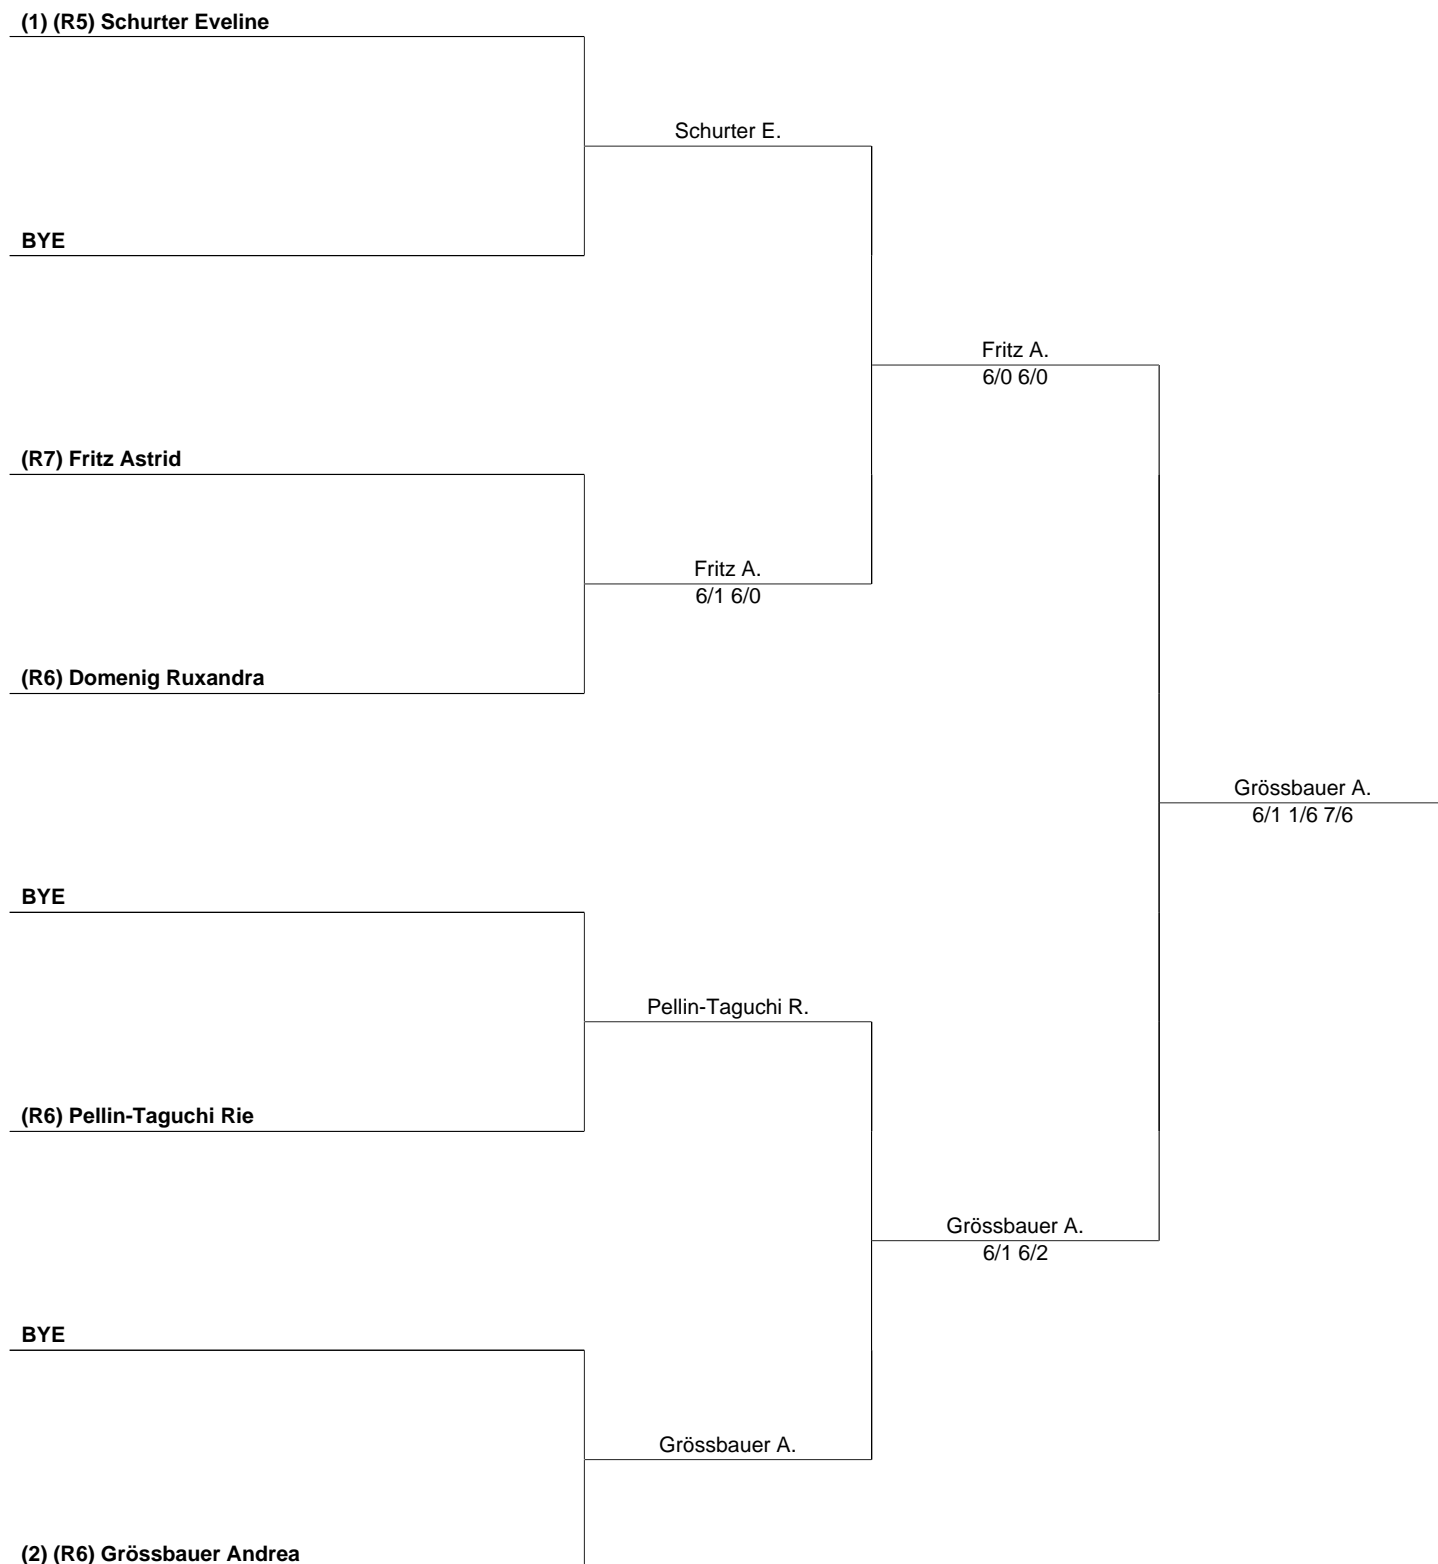 (1) (R5) Schurter Eveline
Schurter E.
BYE
Fritz A.
6/0 6/0
(R7) Fritz Astrid
Fritz A.
6/1 6/0
(R6) Domenig Ruxandra
Grössbauer A.
6/1 1/6 7/6
BYE
Pellin-Taguchi R.
(R6) Pellin-Taguchi Rie
Grössbauer A.
6/1 6/2
BYE
Grössbauer A.
(2) (R6) Grössbauer Andrea